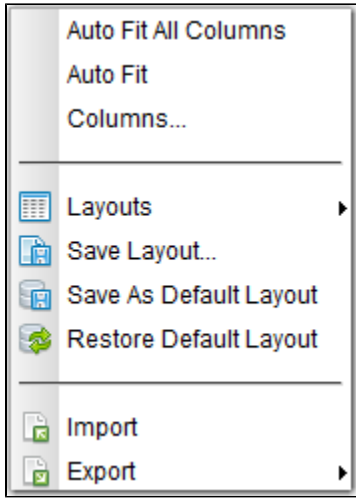 Auto Fit All Columns
Auto Fit
Columns...
Layouts
Save Layout...
Save As Default Layout
Restore Default Layout
Import
Export